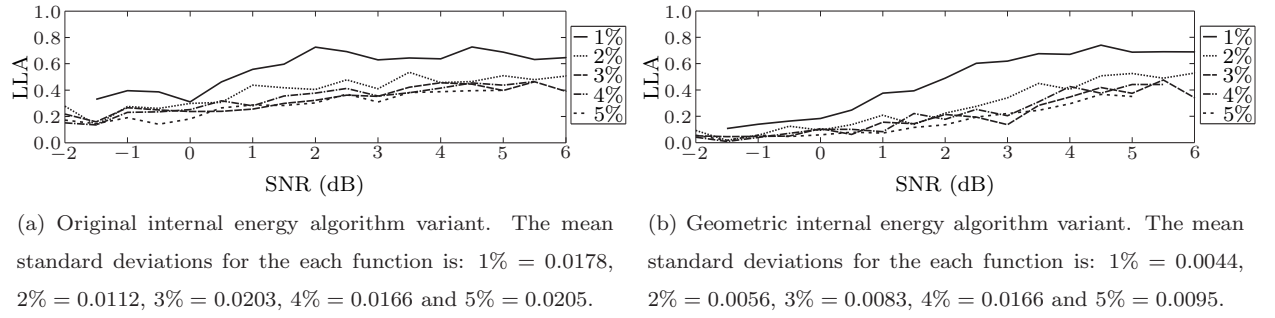 1.0
0.8
0.6
0.4
0.2
0.0
LLA
−2 −1 0 1 2 3 4 5 6
SNR (dB)
1%
2%
3%
4%
5%
(a) Original internal energy algorithm variant. The mean
standard deviations for the each function is: 1% = 0.0178,
2% = 0.0112, 3% = 0.0203, 4% = 0.0166 and 5% = 0.0205.
1.0
0.8
0.6
0.4
0.2
0.0
LLA
−2 −1 0 1 2 3 4 5 6
SNR (dB)
1%
2%
3%
4%
5%
(b) Geometric internal energy algorithm variant. The mean
standard deviations for the each function is: 1% = 0.0044,
2% = 0.0056, 3% = 0.0083, 4% = 0.0166 and 5% = 0.0095.